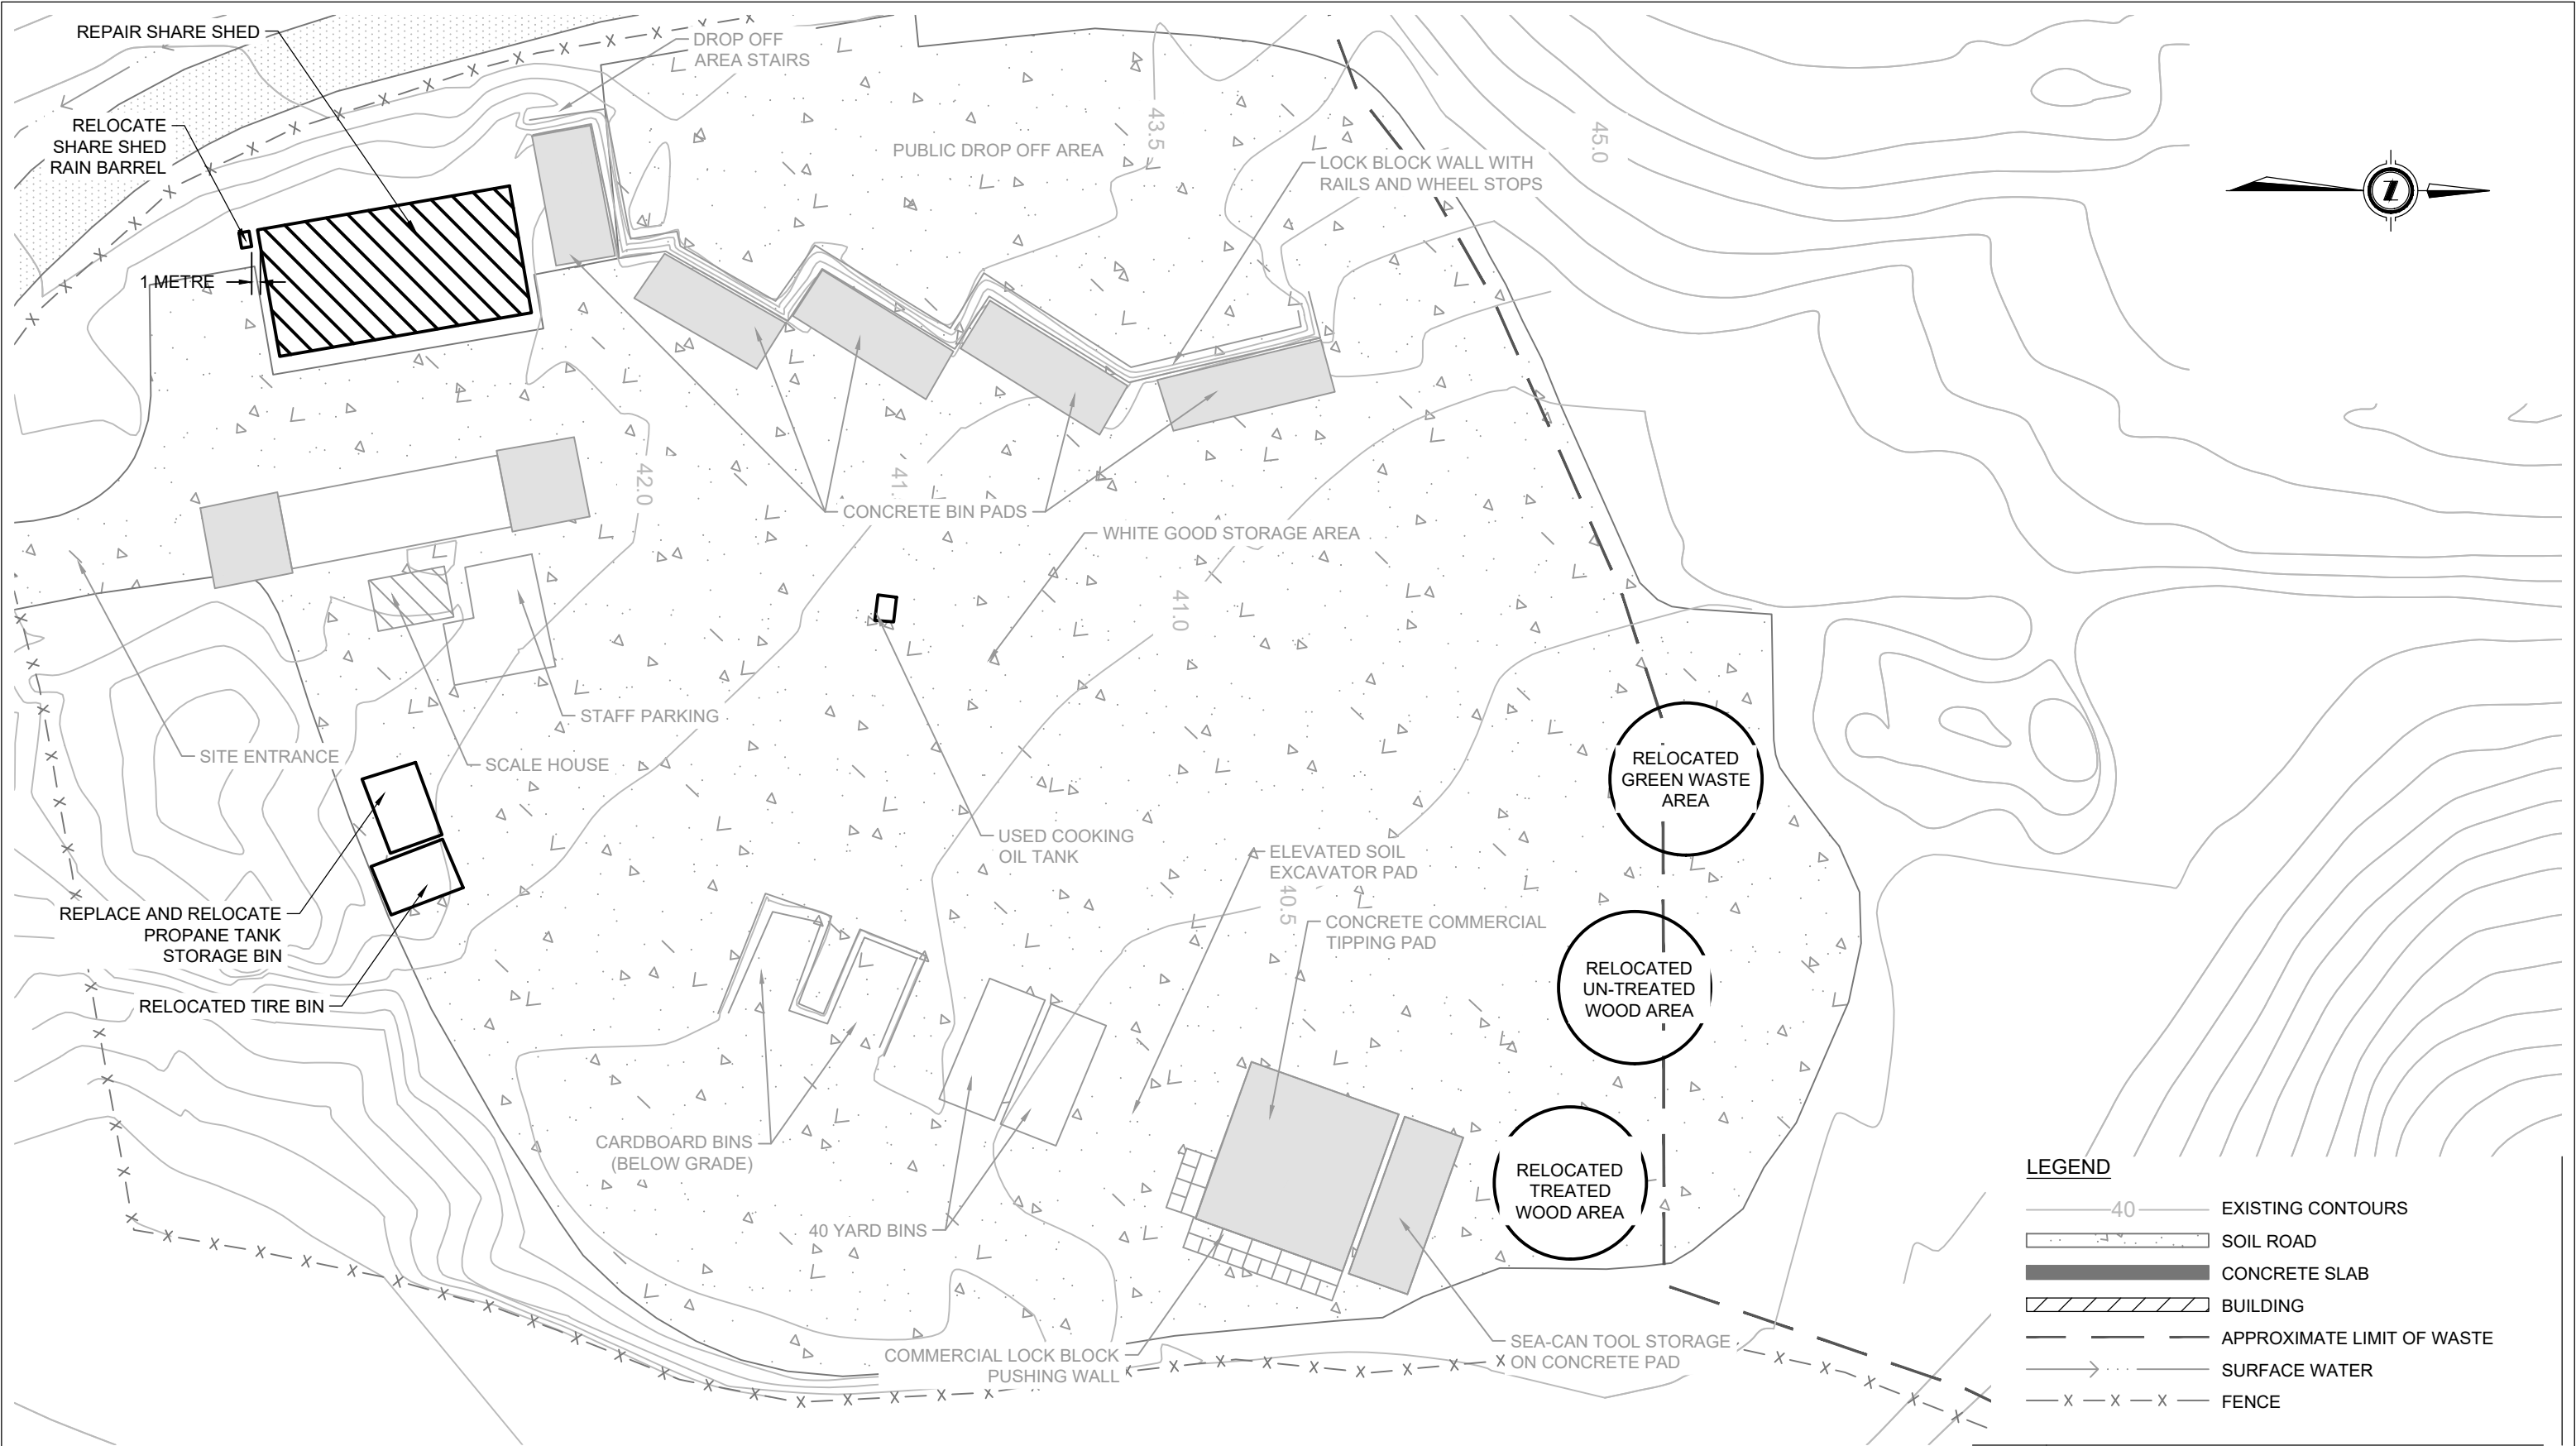 REPAIR SHARE SHED
DROP OFF
AREA STAIRS
RELOCATE
SHARE SHED
RAIN BARREL
1 METRE
PUBLIC DROP OFF AREA
43.5
LOCK BLOCK WALL WITH
RAILS AND WHEEL STOPS
45.0
Z
42.0
41.
CONCRETE BIN PADS
WHITE GOOD STORAGE AREA
41.0
STAFF PARKING
SITE ENTRANCE
SCALE HOUSE
RELOCATED
GREEN WASTE
AREA
USED COOKING
OIL TANK
ELEVATED SOIL
EXCAVATOR PAD
40.5
CONCRETE COMMERCIAL
TIPPING PAD
REPLACE AND RELOCATE
PROPANE TANK
STORAGE BIN
RELOCATED TIRE BIN
RELOCATED
UN-TREATED
WOOD AREA
CARDBOARD BINS
(BELOW GRADE)
40 YARD BINS
RELOCATED
TREATED
WOOD AREA
COMMERCIAL LOCK BLOCK
PUSHING WALL
SEA-CAN TOOL STORAGE
ON CONCRETE PAD
LEGEND
40 EXISTING CONTOURS
SOIL ROAD
CONCRETE SLAB
BUILDING
APPROXIMATE LIMIT OF WASTE
SURFACE WATER
FENCE